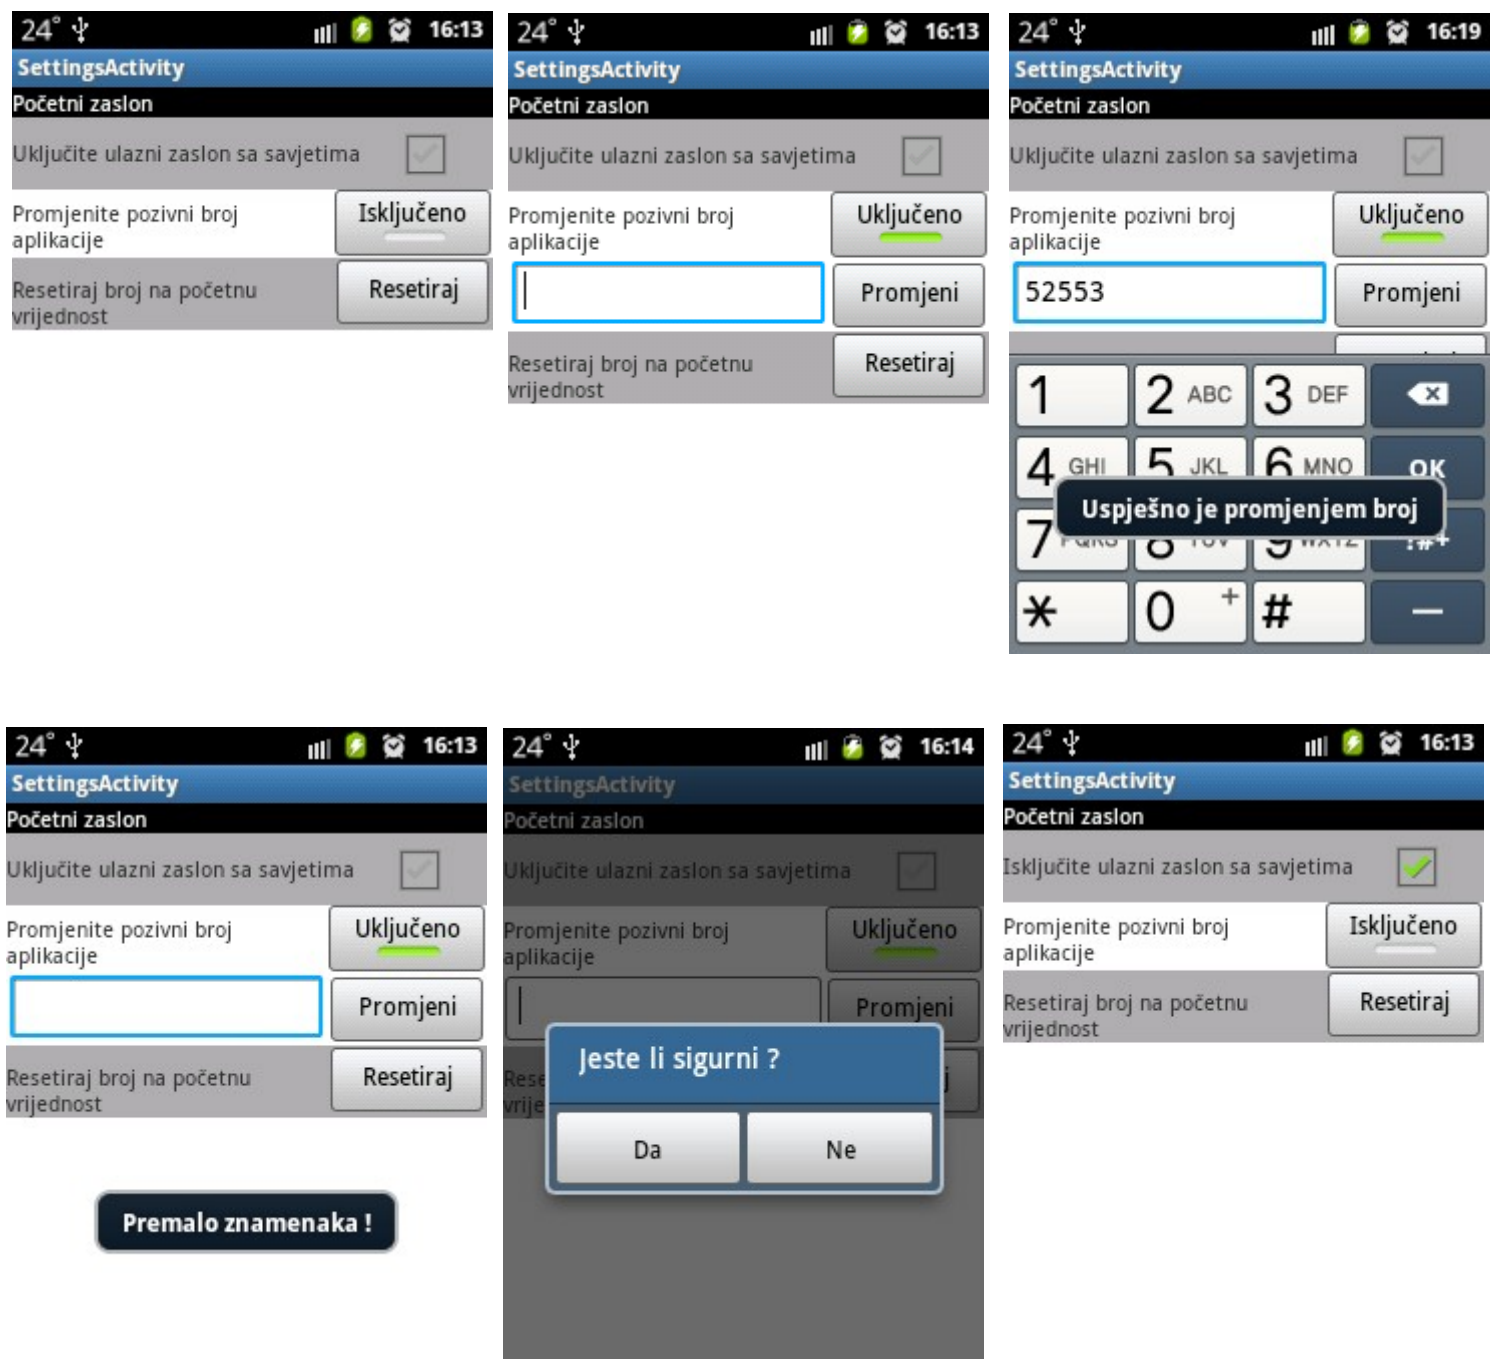 24° 16:13
SettingsActivity
Početni zaslon
Uključite ulazni zaslon sa savjetima
Promjenite pozivni broj
aplikacije
Isključeno
Resetiraj broj na početnu
vrijednost
Resetiraj
24° 16:13
SettingsActivity
Početni zaslon
Uključite ulazni zaslon sa savjetima
Promjenite pozivni broj
aplikacije
Uključeno
Promjeni
Resetiraj broj na početnu
vrijednost
Resetiraj
24° 16:19
SettingsActivity
Početni zaslon
Uključite ulazni zaslon sa savjetima
Promjenite pozivni broj
aplikacije
Uključeno
52553
Promjeni
1 2 ABC 3 DEF
4 GHI 5 JKL 6 MNO OK
Uspješno je promjenjem broj
7 8 9
* 0 + #
24° 16:13
SettingsActivity
Početni zaslon
Uključite ulazni zaslon sa savjetima
Promjenite pozivni broj
aplikacije
Uključeno
Promjeni
Resetiraj broj na početnu
vrijednost
Resetiraj
Premalo znamenaka !
24° 16:14
SettingsActivity
Početni zaslon
Uključite ulazni zaslon sa savjetima
Promjenite pozivni broj
aplikacije
Uključeno
Promjeni
Jeste li sigurni ?
Da
Ne
24° 16:13
SettingsActivity
Početni zaslon
Isključite ulazni zaslon sa savjetima
Promjenite pozivni broj
aplikacije
Isključeno
Resetiraj broj na početnu
vrijednost
Resetiraj